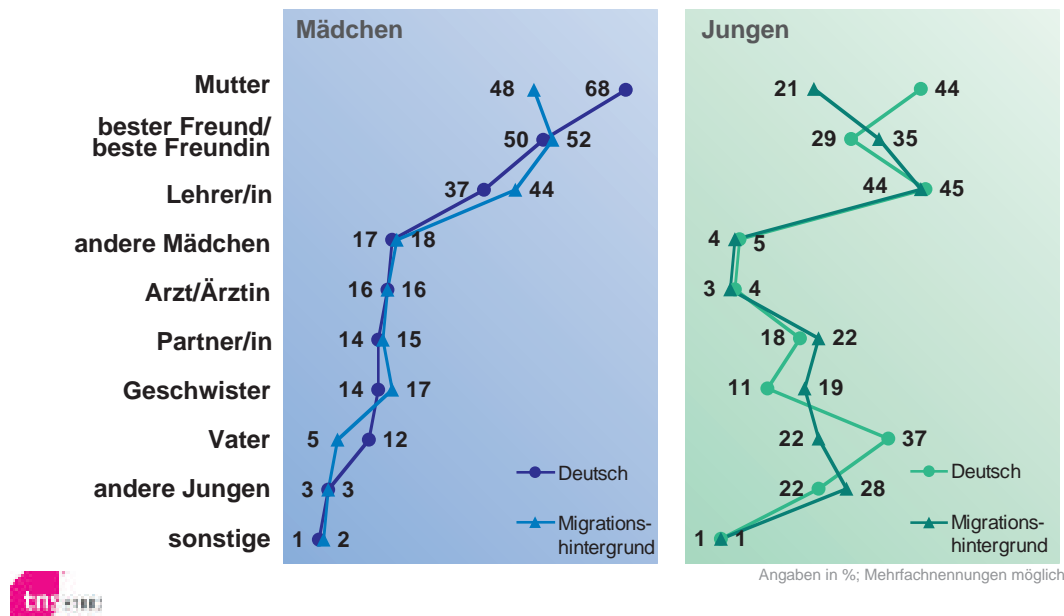 Mädchen
Jungen
Mutter
48 68
21 44
bester Freund/
beste Freundin
50 52
29 35
Lehrer/in
37 44
44 45
andere Mädchen
17 18
4 5
Arzt/Ärztin
16 16
3 4
Partner/in
14 15
18 22
Geschwister
14 17
11 19
Vater
5 12
22 37
andere Jungen
3 3
22 28
sonstige
1 2
1 1
Deutsch
Migrations-
hintergrund
Deutsch
Migrations-
hintergrund
Angaben in %; Mehrfachnennungen möglich
tns